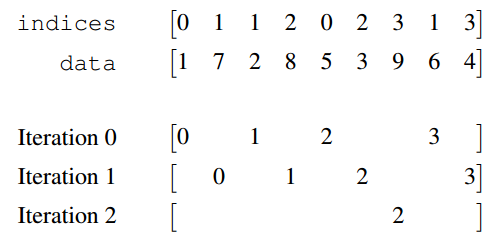 indices [0 1 1 2 0 2 3 1 3]
data [1 7 2 8 5 3 9 6 4]
Iteration 0 [0 1 2 3 ]
Iteration 1 [ 0 1 2 3]
Iteration 2 [ 2 ]